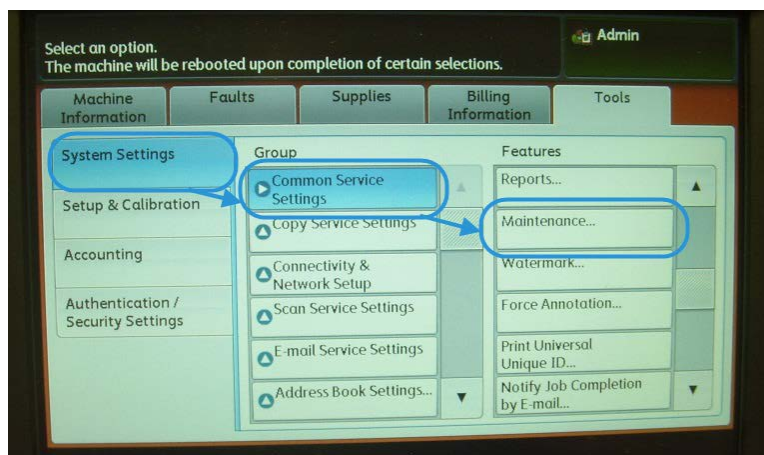 Select an option.
The machine will be rebooted upon completion of certain selections.
Admin
Machine
Information
Faults
Supplies
Billing
Information
Tools
System Settings
Setup & Calibration
Accounting
Authentication /
Security Settings
Group
Common Service
Settings
Copy Service Settings
Connectivity &
Network Setup
Scan Service Settings
E-mail Service Settings
Address Book Settings...
Features
Reports...
Maintenance...
Watermark...
Force Annotation...
Print Universal
Unique ID...
Notify Job Completion
by E-mail...